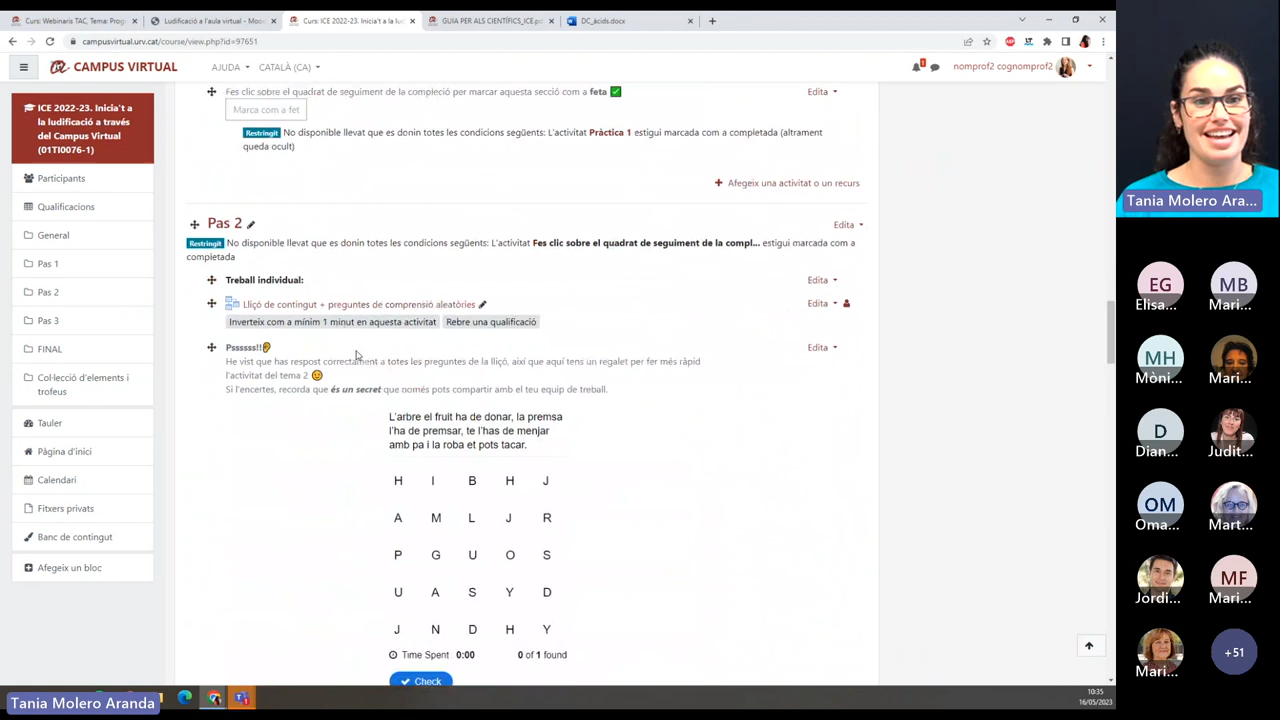 Curs: Webinaris TAC, Tema: Prog
Ludificació a l'aula virtual - Moo
Curs: ICE 2022-23. Inicia't a la lu
GUIA PER ALS CIENTÍFICS_ICE.pd
DC_àcids.docx
campusvirtual.urv.cat/course/view.php?id=97651
CAMPUS VIRTUAL
AJUDA
CATALÀ (CA)
1
nomprof2 cognomprof2
ICE 2022-23. Inicia't a
la ludificació a través
del Campus Virtual
(01TI0076-1)
Participants
Qualificacions
General
Pas 1
Pas 2
Pas 3
FINAL
Col·lecció d'elements i
trofeus
Tauler
Pàgina d'inici
Calendari
Fitxers privats
Banc de contingut
Afegeix un bloc
Fes clic sobre el quadrat de seguiment de la compleció per marcar aquesta secció com a feta
Edita
Marca com a fet
Restringit No disponible llevat que es donin totes les condicions següents: L'activitat Pràctica 1 estigui marcada com a completada (altrament
queda ocult)
+ Afegeix una activitat o un recurs
Pas 2
Edita
Restringit No disponible llevat que es donin totes les condicions següents: L'activitat Fes clic sobre el quadrat de seguiment de la compl... estigui marcada com a
completada
Treball individual:
Edita
Lliçó de contingut + preguntes de comprensió aleatòries
Edita
Inverteix com a mínim 1 minut en aquesta activitat
Rebre una qualificació
Pssssss!!
Edita
He vist que has respost correctament a totes les preguntes de la lliçó, així que aquí tens un regalet per fer més ràpid
l'activitat del tema 2
Si l'encertes, recorda que és un secret que només pots compartir amb el teu equip de treball.
L'arbre el fruit ha de donar, la premsa
l'ha de premsar, te l'has de menjar
amb pa i la roba et pots tacar.
H I B H J
A M L J R
P G U O S
U A S Y D
J N D H Y
Time Spent 0:00
0 of 1 found
Check
10:35
16/05/2023
Tania Molero Aranda
Tania Molero Ara...
EG
Elisa...
MB
Mari...
MH
Mòni...
Mari...
D
Dian...
Judit...
OM
Oma...
Mart...
Jordi...
MF
Mari...
Mari...
+51